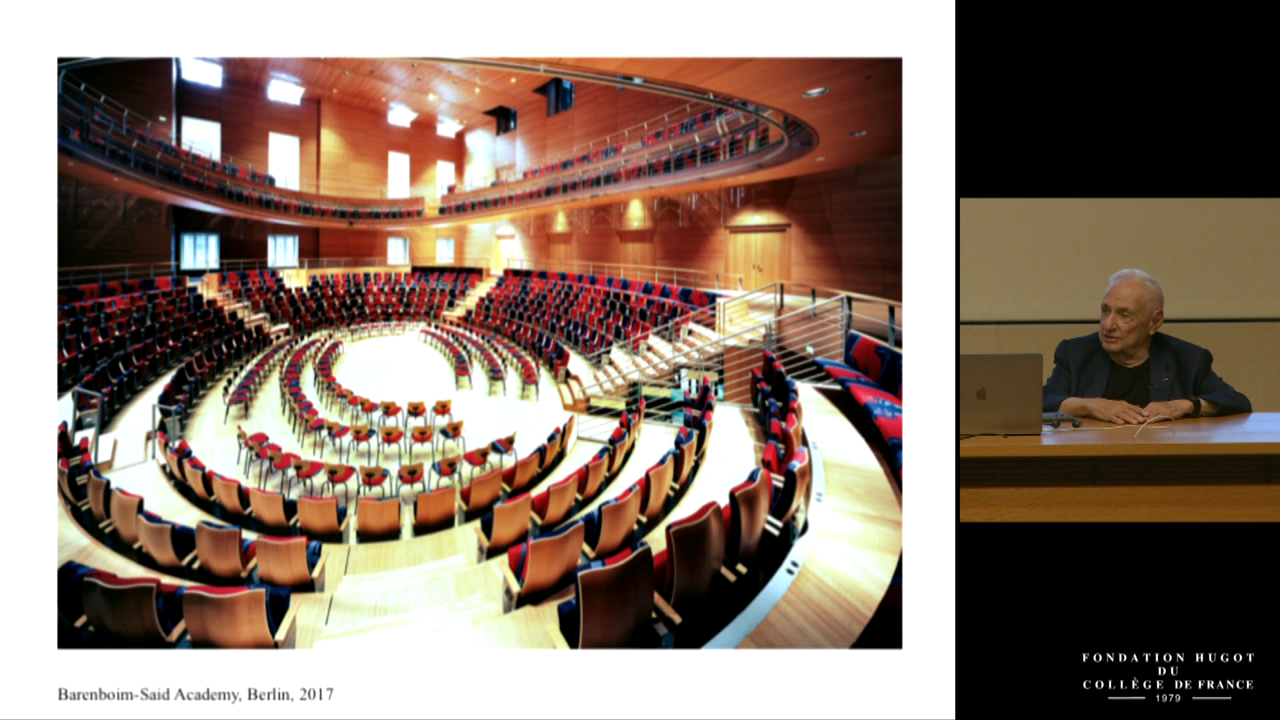 Barenboim-Said Academy, Berlin, 2017
FONDATION HUGOT
DU
COLLÈGE DE FRANCE
1979